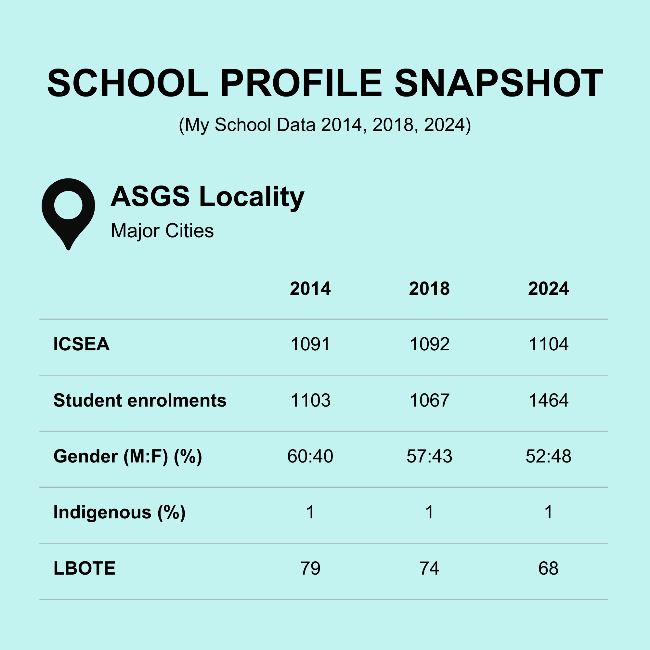 SCHOOL PROFILE SNAPSHOT
(My School Data 2014, 2018, 2024)
ASGS Locality
Major Cities
2014 2018 2024
ICSEA 1091 1092 1104
Student enrolments 1103 1067 1464
Gender (M:F) (%) 60:40 57:43 52:48
Indigenous (%) 1 1 1
LBOTE 79 74 68